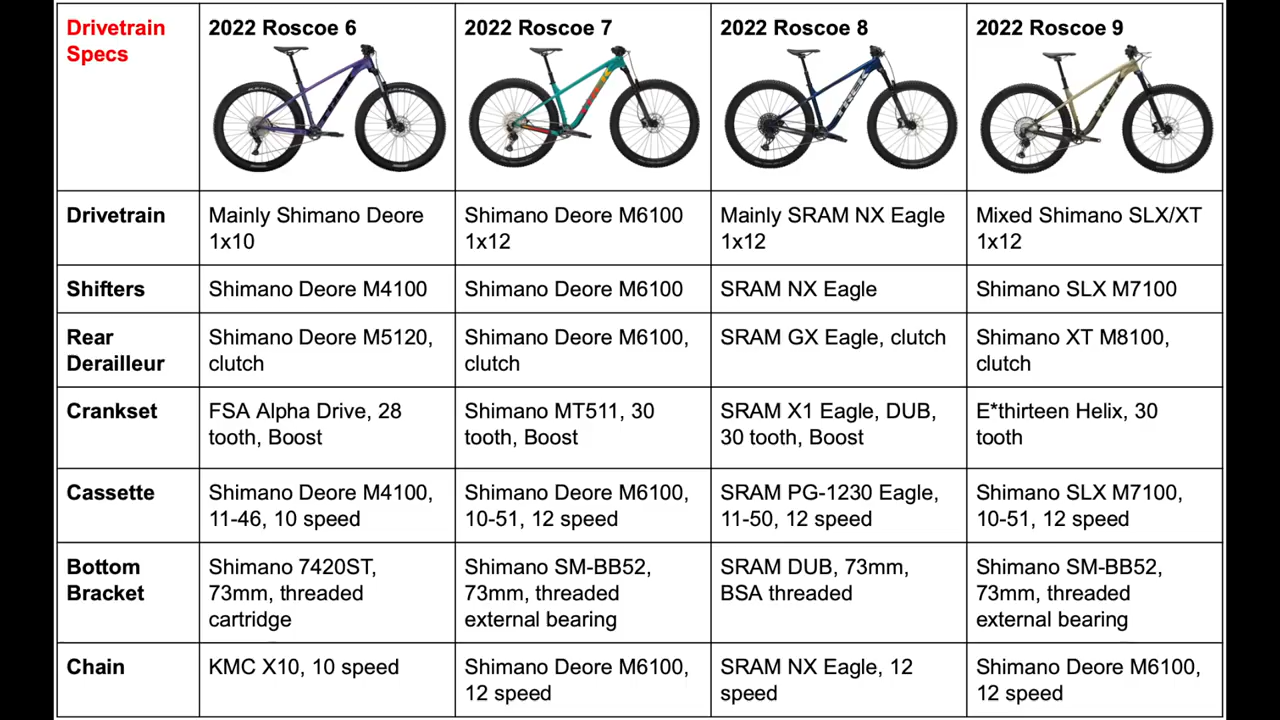 Drivetrain
Specs
2022 Roscoe 6
2022 Roscoe 7
2022 Roscoe 8
2022 Roscoe 9
TREK
TREK
TREK
TREK
Drivetrain
Mainly Shimano Deore
1x10
Shimano Deore M6100
1x12
Mainly SRAM NX Eagle
1x12
Mixed Shimano SLX/XT
1x12
Shifters
Shimano Deore M4100
Shimano Deore M6100
SRAM NX Eagle
Shimano SLX M7100
Rear
Derailleur
Shimano Deore M5120,
clutch
Shimano Deore M6100,
clutch
SRAM GX Eagle, clutch
Shimano XT M8100,
clutch
Crankset
FSA Alpha Drive, 28
tooth, Boost
Shimano MT511, 30
tooth, Boost
SRAM X1 Eagle, DUB,
30 tooth, Boost
E*thirteen Helix, 30
tooth
Cassette
Shimano Deore M4100,
11-46, 10 speed
Shimano Deore M6100,
10-51, 12 speed
SRAM PG-1230 Eagle,
11-50, 12 speed
Shimano SLX M7100,
10-51, 12 speed
Bottom
Bracket
Shimano 7420ST,
73mm, threaded
cartridge
Shimano SM-BB52,
73mm, threaded
external bearing
SRAM DUB, 73mm,
BSA threaded
Shimano SM-BB52,
73mm, threaded
external bearing
Chain
KMC X10, 10 speed
Shimano Deore M6100,
12 speed
SRAM NX Eagle, 12
speed
Shimano Deore M6100,
12 speed